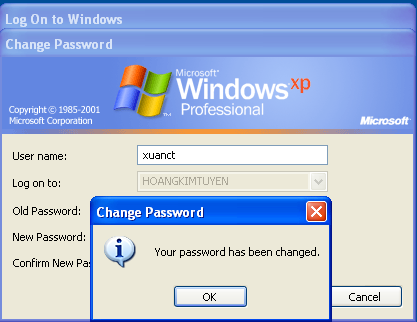 Log On to Windows
Change Password
Microsoft®
Windows xp
Professional
Copyright © 1985-2001
Microsoft Corporation
Microsoft
User name:
xuanct
Log on to:
HOANGKIMTUYEN
Old Password:
New Password:
Confirm New Pas
Change Password
Your password has been changed.
OK
Cancel